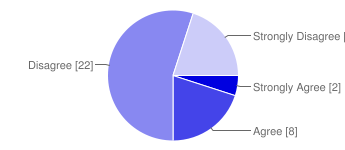 Strongly Disagree [
Disagree [22]
Strongly Agree [2]
Agree [8]